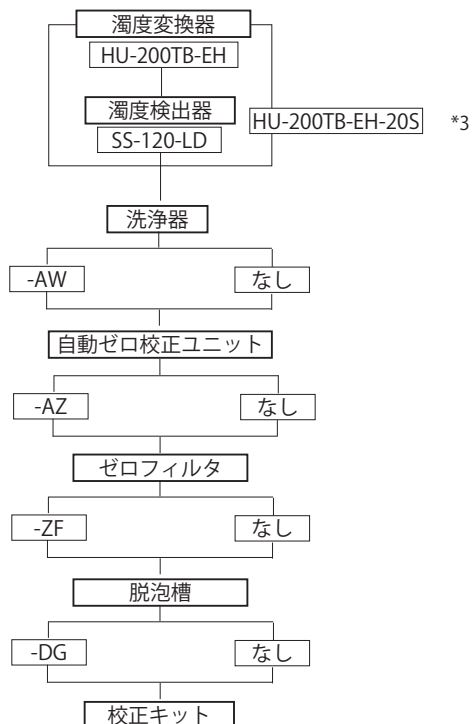 濁度変換器
HU-200TB-EH
濁度検出器
SS-120-LD
HU-200TB-EH-20S *3
洗浄器
-AW なし
自動ゼロ校正ユニット
-AZ なし
ゼロフィルタ
-ZF なし
脱泡槽
-DG なし
校正キット